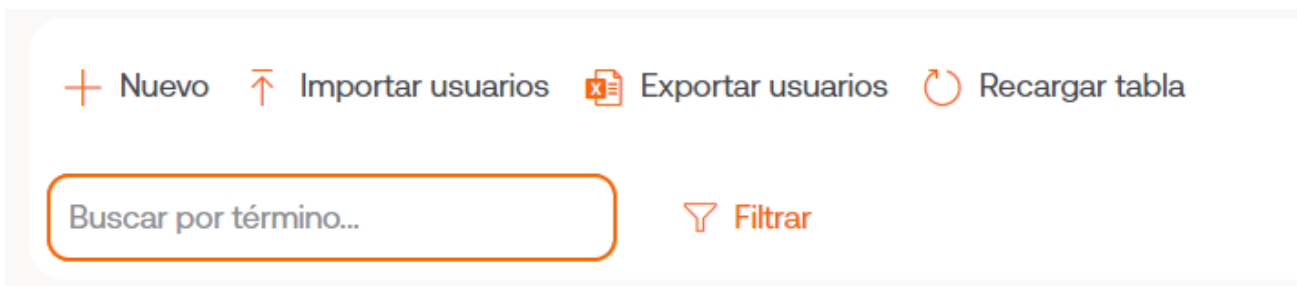 Nuevo Importar usuarios Exportar usuarios Recargar tabla
Buscar por término... Filtrar